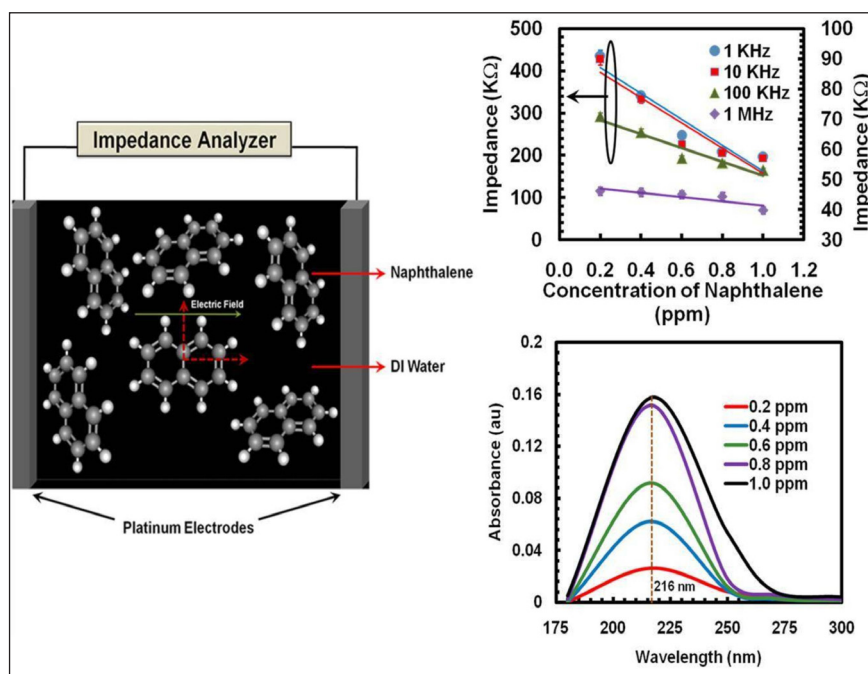 Impedance Analyzer
Naphthalene
Electric Field
DI Water
Platinum Electrodes
500
400
300
200
100
0
Impedance (KΩ)
100
90
80
70
60
50
40
30
Impedance (KΩ)
1 KHz
10 KHz
100 KHz
1 MHz
0.0 0.2 0.4 0.6 0.8 1.0 1.2
Concentration of Naphthalene
(ppm)
0.2
0.16
0.12
0.08
0.04
0
Absorbance (au)
0.2 ppm
0.4 ppm
0.6 ppm
0.8 ppm
1.0 ppm
216 nm
175 200 225 250 275 300
Wavelength (nm)